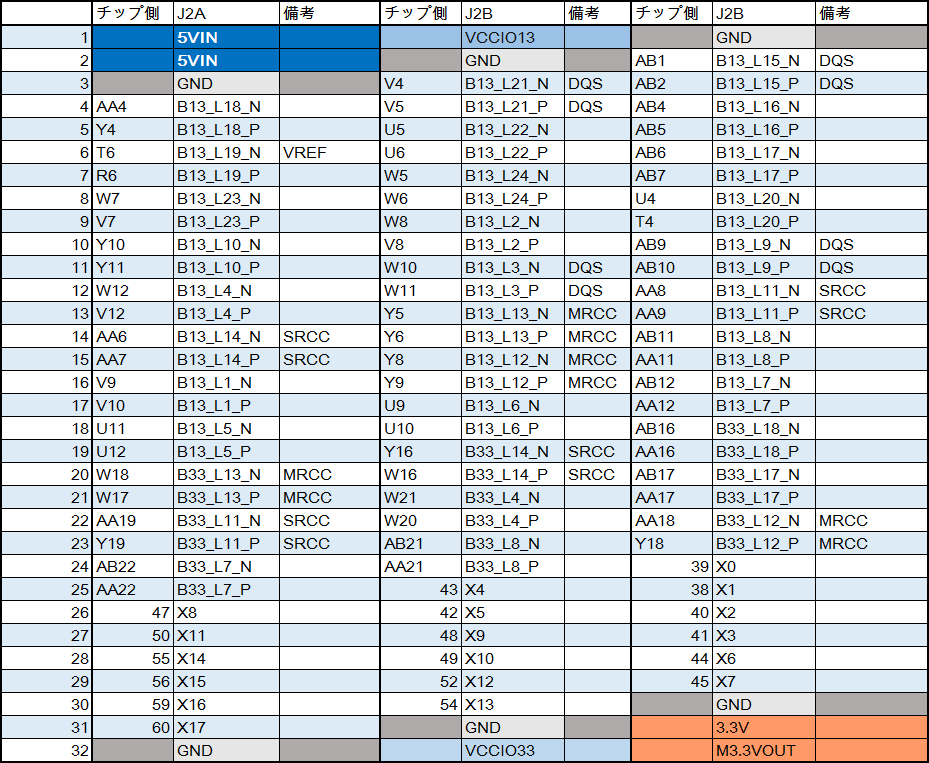 チップ側 J2A 備考 チップ側 J2B 備考 チップ側 J2B 備考
1 5VIN VCCIO13 GND
2 5VIN GND AB1 B13_L15_N DQS
3 GND V4 B13_L21_N DQS AB2 B13_L15_P DQS
4 AA4 B13_L18_N V5 B13_L21_P DQS AB4 B13_L16_N
5 Y4 B13_L18_P U5 B13_L22_N AB5 B13_L16_P
6 T6 B13_L19_N VREF U6 B13_L22_P AB6 B13_L17_N
7 R6 B13_L19_P W5 B13_L24_N AB7 B13_L17_P
8 W7 B13_L23_N W6 B13_L24_P U4 B13_L20_N
9 V7 B13_L23_P W8 B13_L2_N T4 B13_L20_P
10 Y10 B13_L10_N V8 B13_L2_P AB9 B13_L9_N DQS
11 Y11 B13_L10_P W10 B13_L3_N DQS AB10 B13_L9_P DQS
12 W12 B13_L4_N W11 B13_L3_P DQS AA8 B13_L11_N SRCC
13 V12 B13_L4_P Y5 B13_L13_N MRCC AA9 B13_L11_P SRCC
14 AA6 B13_L14_N SRCC Y6 B13_L13_P MRCC AB11 B13_L8_N
15 AA7 B13_L14_P SRCC Y8 B13_L12_N MRCC AA11 B13_L8_P
16 V9 B13_L1_N Y9 B13_L12_P MRCC AB12 B13_L7_N
17 V10 B13_L1_P U9 B13_L6_N AA12 B13_L7_P
18 U11 B13_L5_N U10 B13_L6_P AB16 B33_L18_N
19 U12 B13_L5_P Y16 B33_L14_N SRCC AA16 B33_L18_P
20 W18 B33_L13_N MRCC W16 B33_L14_P SRCC AB17 B33_L17_N
21 W17 B33_L13_P MRCC W21 B33_L4_N AA17 B33_L17_P
22 AA19 B33_L11_N SRCC W20 B33_L4_P AA18 B33_L12_N MRCC
23 Y19 B33_L11_P SRCC AB21 B33_L8_N Y18 B33_L12_P MRCC
24 AB22 B33_L7_N AA21 B33_L8_P 39 X0
25 AA22 B33_L7_P 43 X4 38 X1
26 47 X8 42 X5 40 X2
27 50 X11 48 X9 41 X3
28 55 X14 49 X10 44 X6
29 56 X15 52 X12 45 X7
30 59 X16 54 X13 GND
31 60 X17 GND 3.3V
32 GND VCCIO33 M3.3VOUT